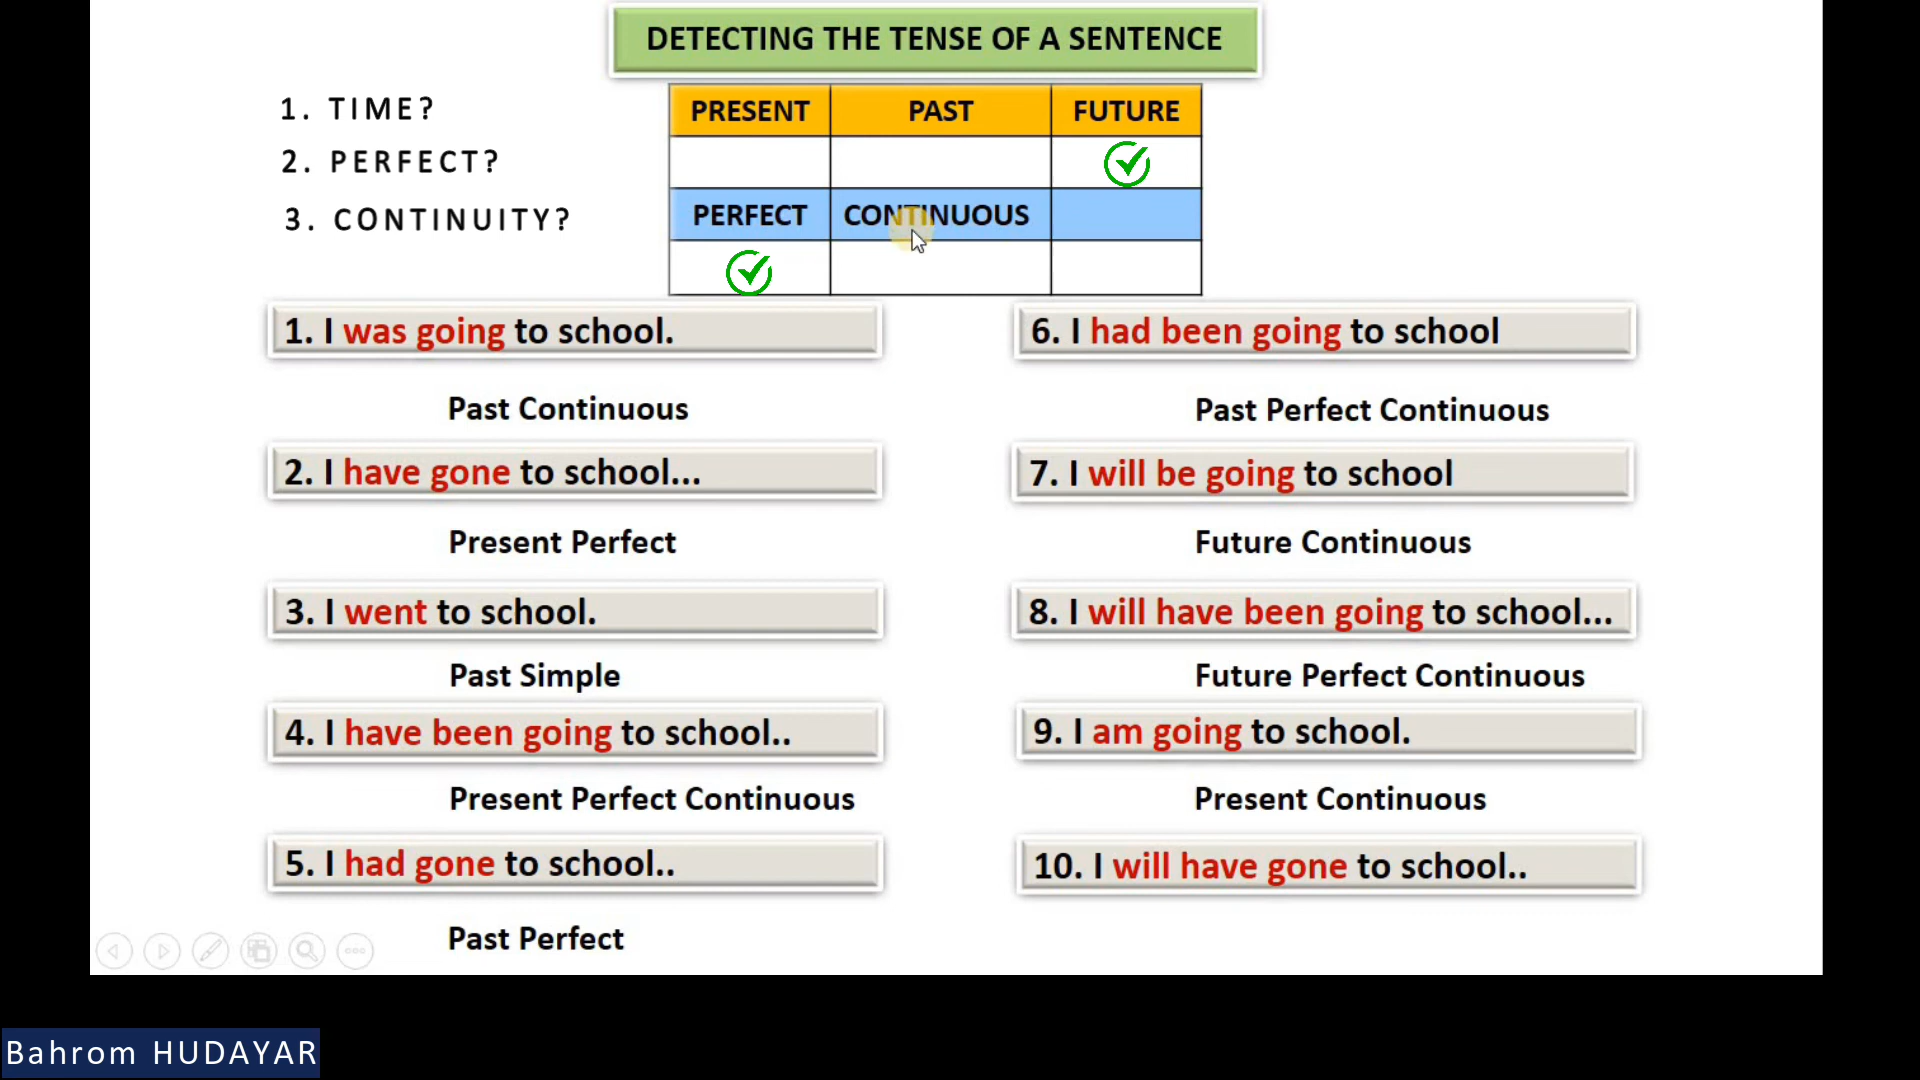 DETECTING THE TENSE OF A SENTENCE
1. TIME?
2. PERFECT?
3. CONTINUITY?
PRESENT PAST FUTURE
PERFECT CONTINUOUS
1. I was going to school.
Past Continuous
2. I have gone to school...
Present Perfect
3. I went to school.
Past Simple
4. I have been going to school..
Present Perfect Continuous
5. I had gone to school..
Past Perfect
6. I had been going to school
Past Perfect Continuous
7. I will be going to school
Future Continuous
8. I will have been going to school...
Future Perfect Continuous
9. I am going to school.
Present Continuous
10. I will have gone to school..
Bahrom HUDAYAR